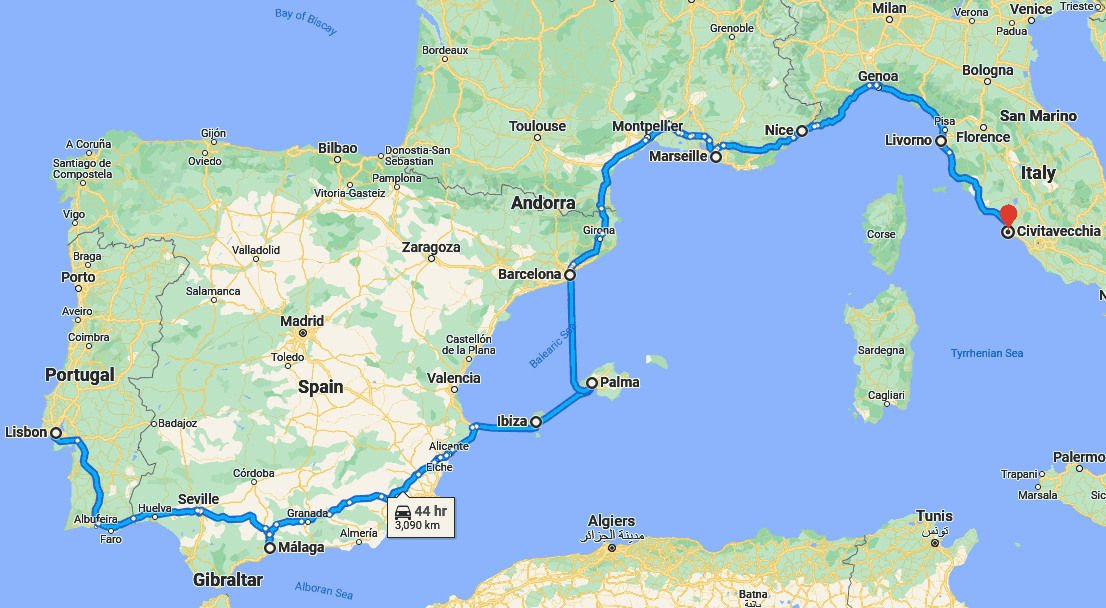 Bay of Biscay
Milan
Verona
Venice
Trieste
Padua
Grenoble
Bordeaux
Genoa
Bologna
San Marino
Pisa
Florence
Livorno
Italy
Civitavecchia
A Coruña
Gijón
Oviedo
Santiago de
Compostela
Bilbao
Donostia-San
Sebastián
Vitoria-Gasteiz
Pamplona
Toulouse
Montpellier
Marseille
Nice
Andorra
Vigo
Braga
Porto
Valladolid
Zaragoza
Girona
Barcelona
Corse
Aveiro
Coimbra
Salamanca
Madrid
Toledo
Castellón
de la Plana
Balearic Sea
Sardegna
Tyrrhenian Sea
Portugal
Spain
Valencia
Palma
Cagliari
Ibiza
Lisbon
Badajoz
Alicante
Elche
Córdoba
Seville
Huelva
Albufeira
Faro
Granada
44 hr
3,090 km
Almería
Málaga
Gibraltar
Alboran Sea
Algiers
مدينة الجزائر
Tunis
تونس
Palermo
Trapani
Marsala
Sic
Batna
باتنة
N